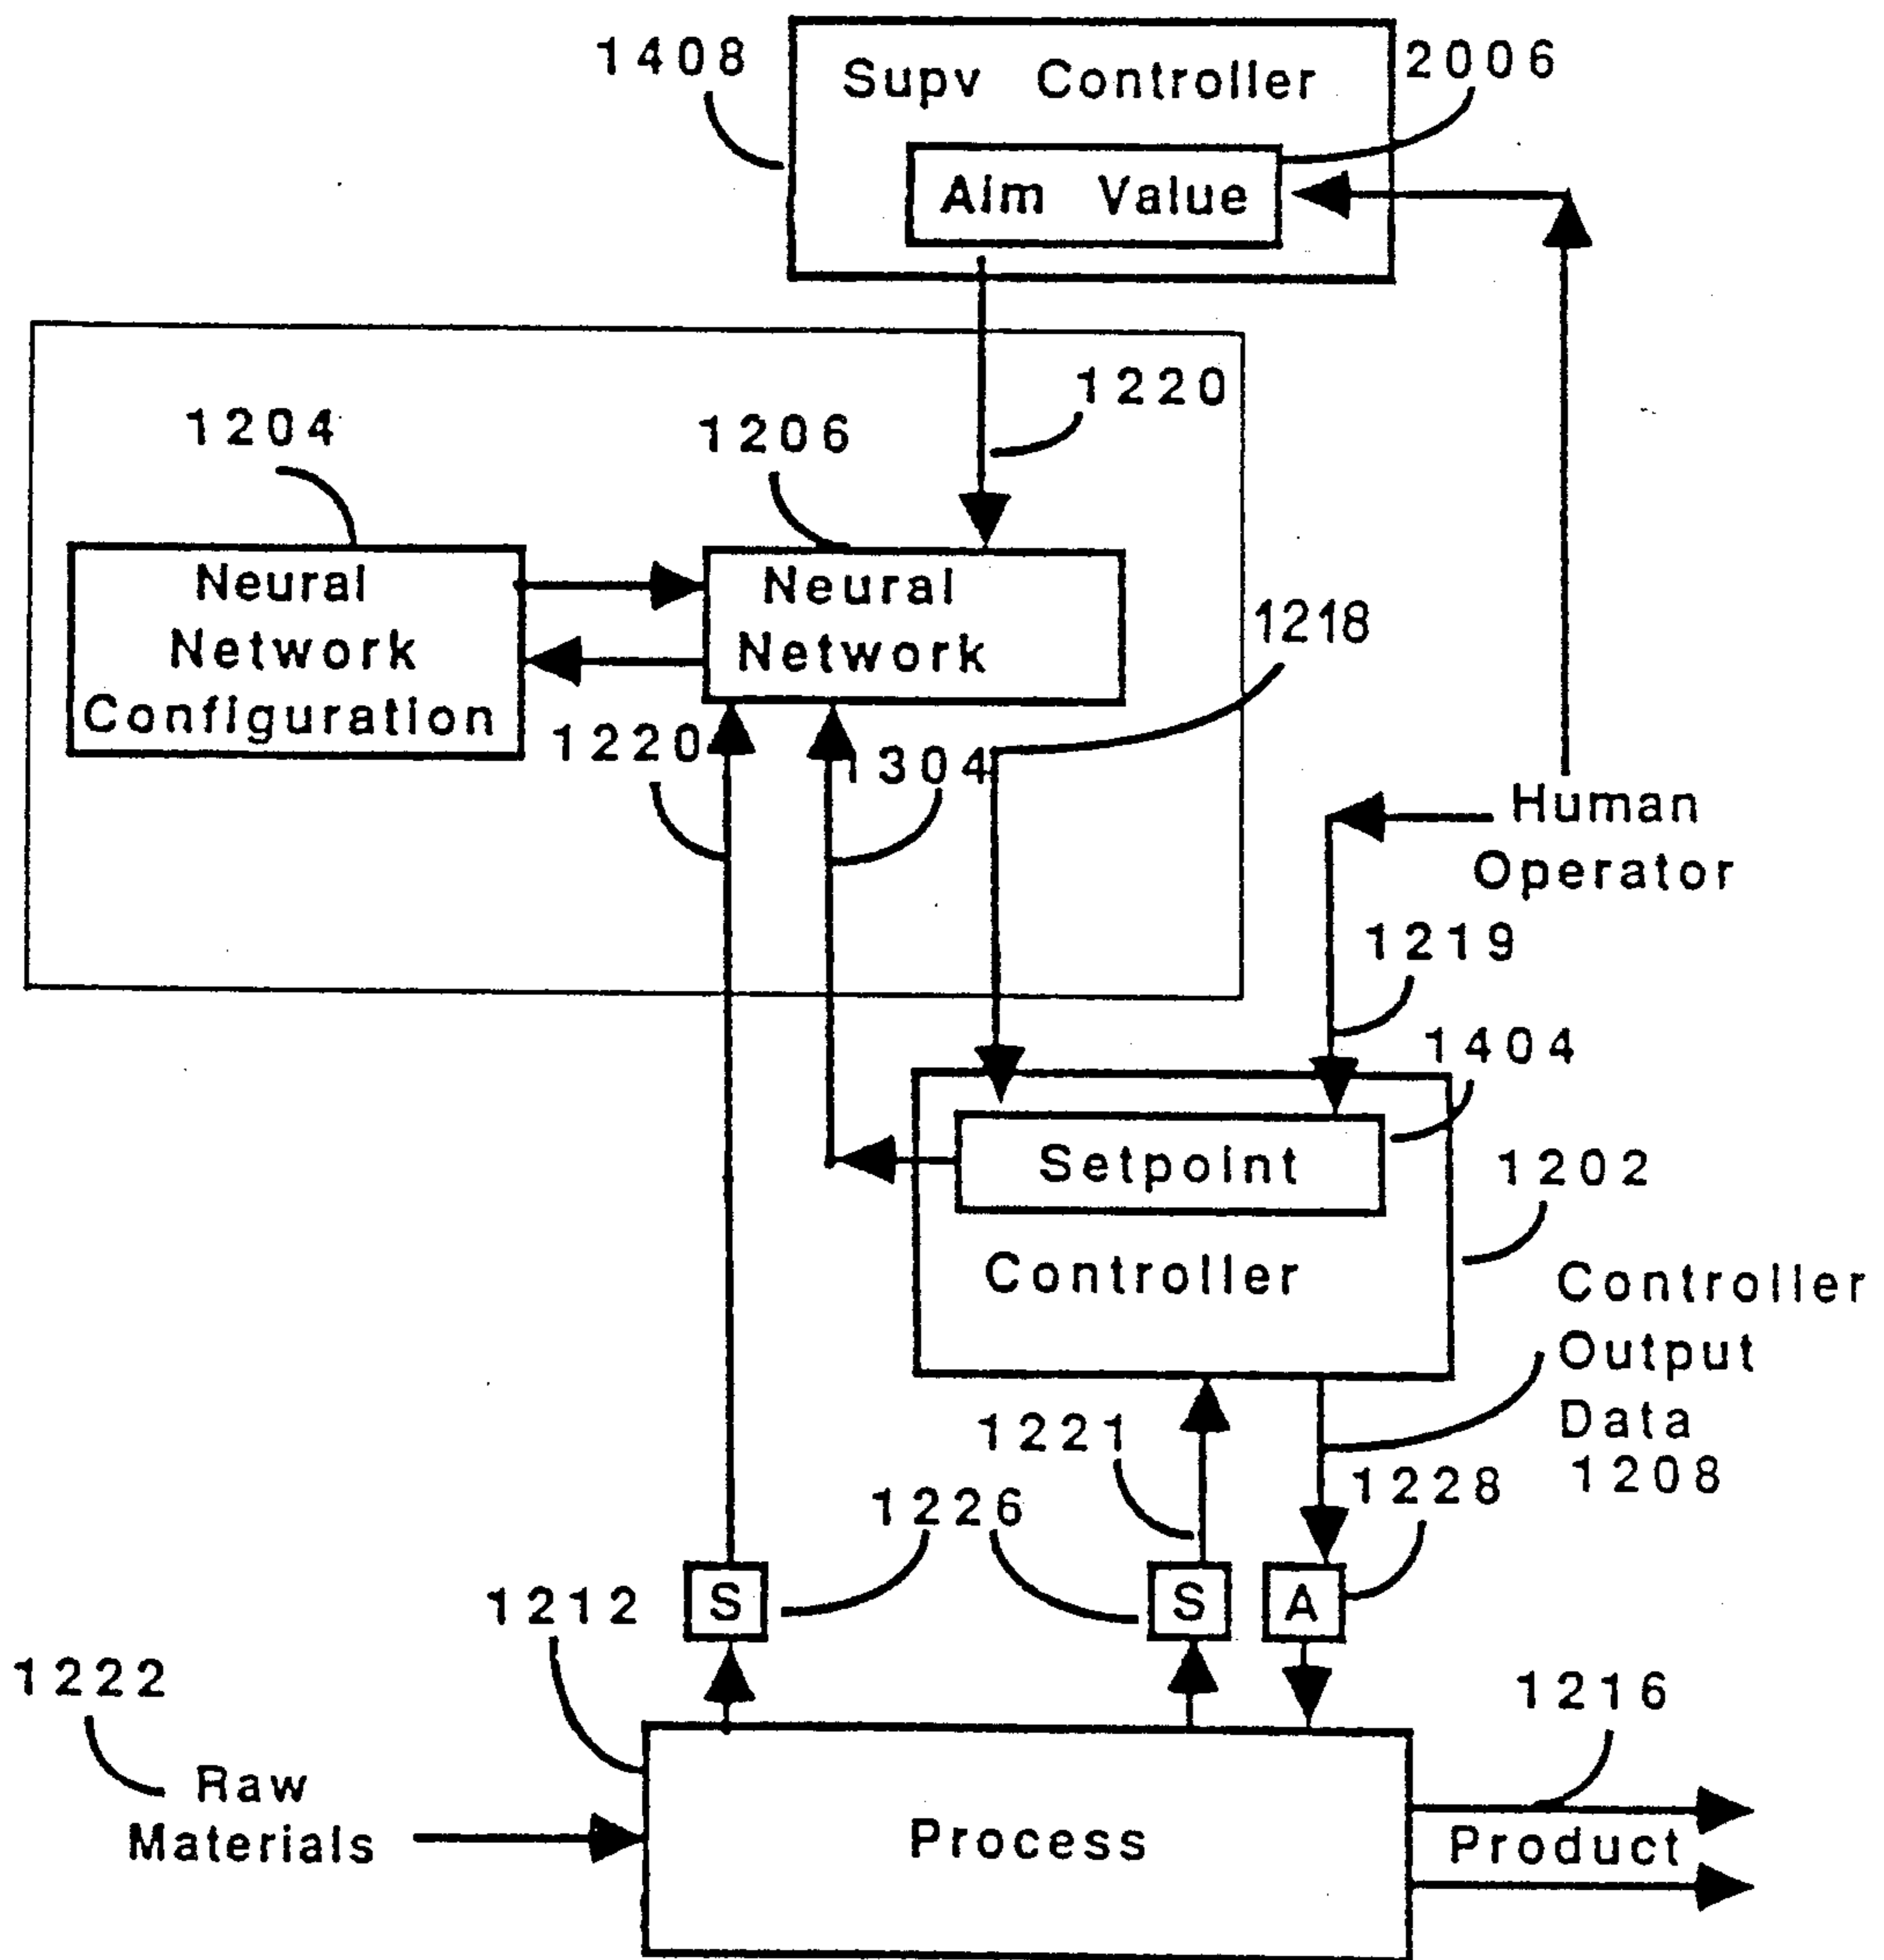 1408
Supv Controller
2006
Aim Value
1220
1204
1206
Neural
Network
Configuration
Neural
Network
1218
1220
1304
Human
Operator
1219
1404
Setpoint
1202
Controller
Controller
Output
Data
1208
1221
1228
1226
S
S
A
1212
1222
Raw
Materials
Process
1216
Product